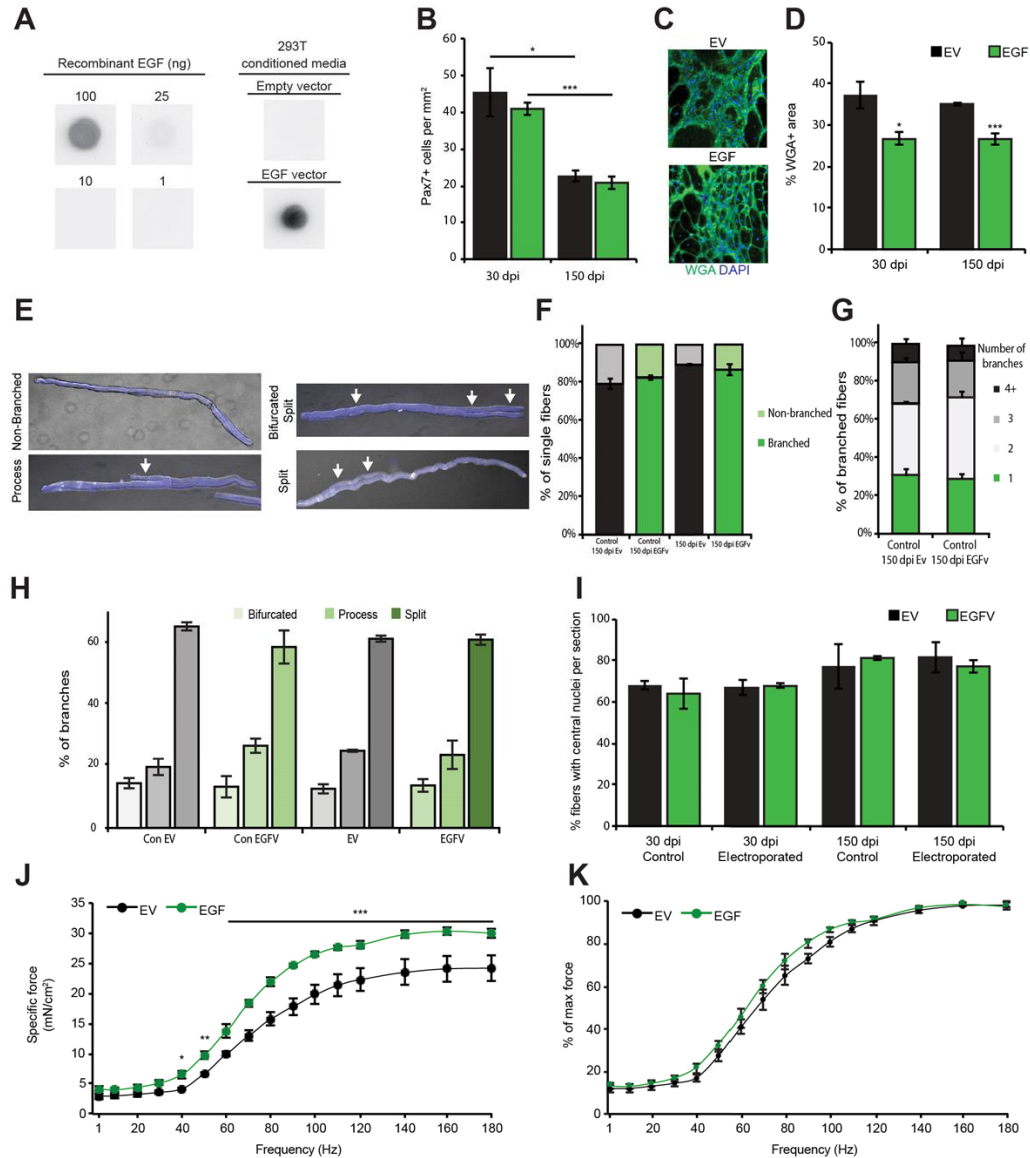 A
Recombinant EGF (ng)
100 25
10 1
293T
conditioned media
Empty vector
EGF vector
B
Pax7+ cells per mm²
60
50
40
30
20
10
0
* ***
30 dpi 150 dpi
C
EV
EGF
WGA DAPI
D
EV EGF
% WGA+ area
50
40
30
20
10
0
* ***
30 dpi 150 dpi
E
Non-Branched
Process
Bifurcated
Split
Split
F
% of single fibers
100%
80%
60%
40%
20%
0%
Non-branched
Branched
Control
150 dpi Ev
Control
150 dpi EGFv
150 dpi Ev
150 dpi EGFv
G
% of branched fibers
100%
80%
60%
40%
20%
0%
Number of
branches
4+
3
2
1
Control
150 dpi Ev
Control
150 dpi EGFv
H
Bifurcated Process Split
% of branches
60
40
20
0
Con EV Con EGFV EV EGFV
I
EV EGFV
% fibers with central nuclei per section
100
80
60
40
20
0
30 dpi
Control
30 dpi
Electroporated
150 dpi
Control
150 dpi
Electroporated
J
EV EGF
Specific force
(mN/cm²)
35
30
25
20
15
10
5
0
* ** ***
1 20 40 60 80 100 120 140 160 180
Frequency (Hz)
K
EV EGF
% of max force
100
80
60
40
20
0
1 20 40 60 80 100 120 140 160 180
Frequency (Hz)